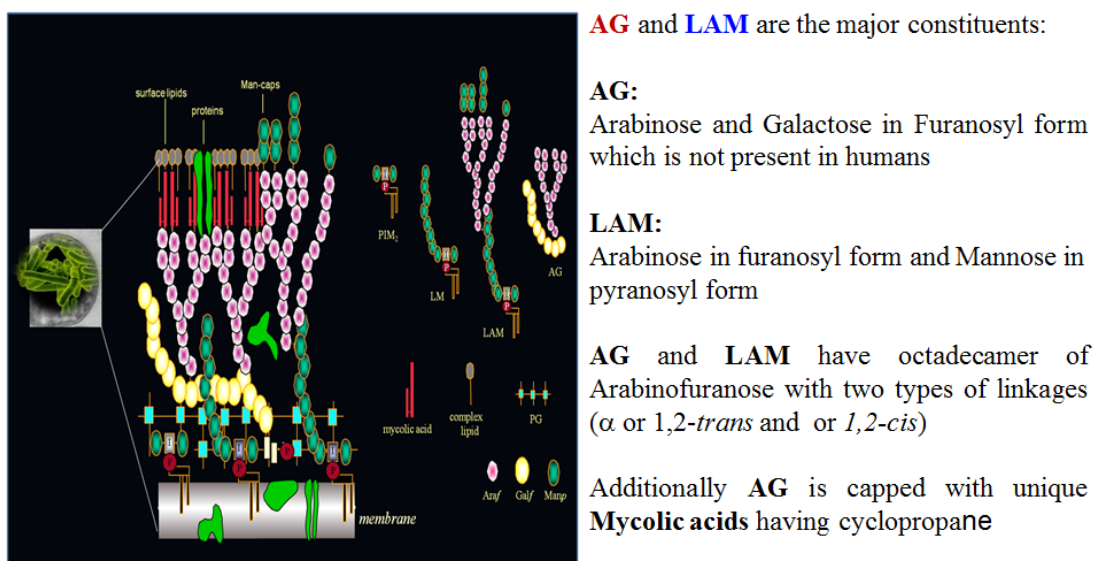 surface lipids
proteins
Man-caps
PIM2
LM
LAM
AG
mycolic acid
complex
lipid
PG
Araf
Galf
Manp
membrane
I
P
I
P
I
P
P
I
P
I
P
I
P
AG and LAM are the major constituents:
AG:
Arabinose and Galactose in Furanosyl form
which is not present in humans
LAM:
Arabinose in furanosyl form and Mannose in
pyranosyl form
AG and LAM have octadecamer of
Arabinofuranose with two types of linkages
(α or 1,2-trans and or 1,2-cis)
Additionally AG is capped with unique
Mycolic acids having cyclopropane